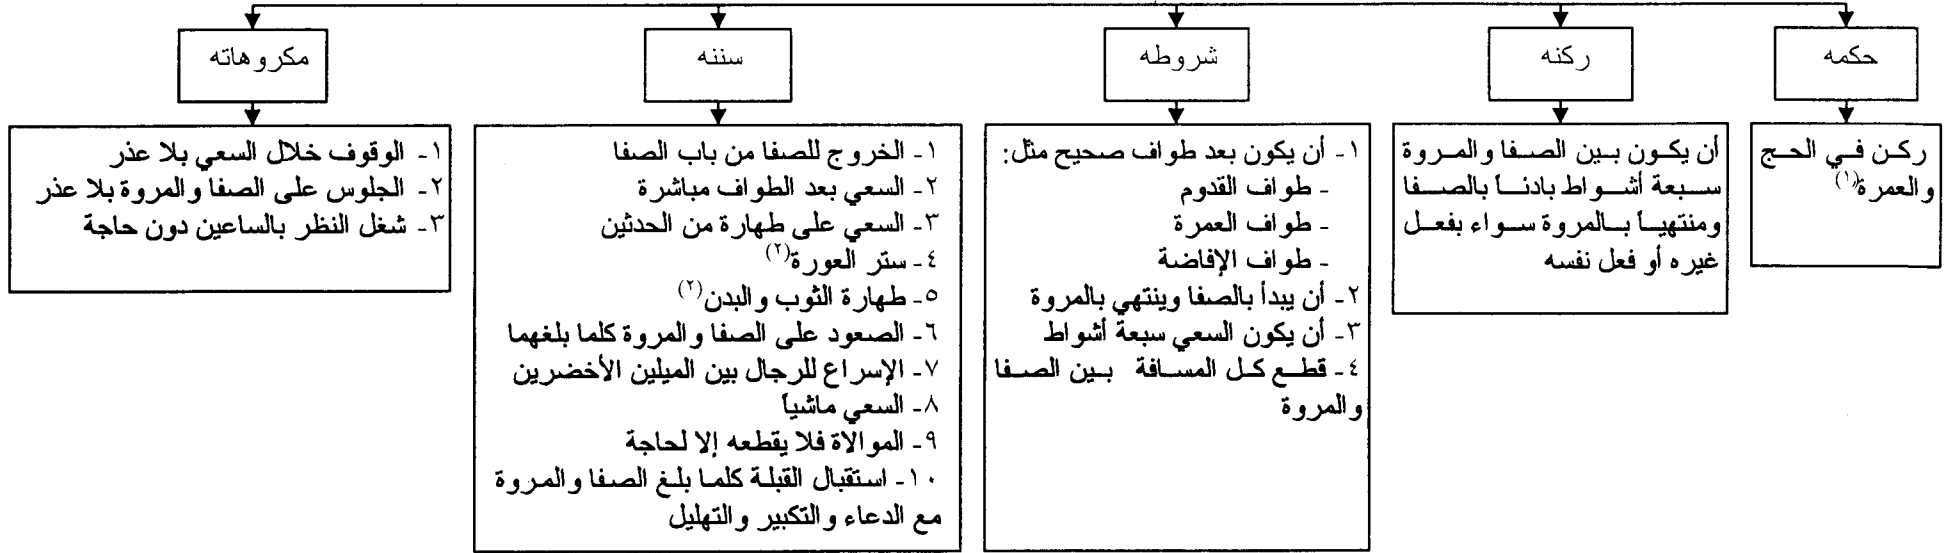 حكمه
ركن في الحج
والعمرة(١)
ركنه
أن يكون بين الصفا والمروة
سبعة أشواط بادئاً بالصفا
ومنتهياً بالمروة سواء بفعل
غيره أو فعل نفسه
شروطه
١- أن يكون بعد طواف صحيح مثل:
- طواف القدوم
- طواف العمرة
- طواف الإفاضة
٢- أن يبدأ بالصفا وينتهي بالمروة
٣- أن يكون السعي سبعة أشواط
٤- قطع كل المسافة بين الصفا
والمروة
سننه
١- الخروج للصفا من باب الصفا
٢- السعي بعد الطواف مباشرة
٣- السعي على طهارة من الحدثين
٤- ستر العورة(٢)
٥- طهارة الثوب والبدن(٢)
٦- الصعود على الصفا والمروة كلما بلغهما
٧- الإسراع للرجال بين الميلين الأخضرين
٨- السعي ماشياً
٩- الموالاة فلا يقطعه إلا لحاجة
١٠- استقبال القبلة كلما بلغ الصفا والمروة
مع الدعاء والتكبير والتهليل
مكروهاته
١- الوقوف خلال السعي بلا عذر
٢- الجلوس على الصفا والمروة بلا عذر
٣- شغل النظر بالساعين دون حاجة